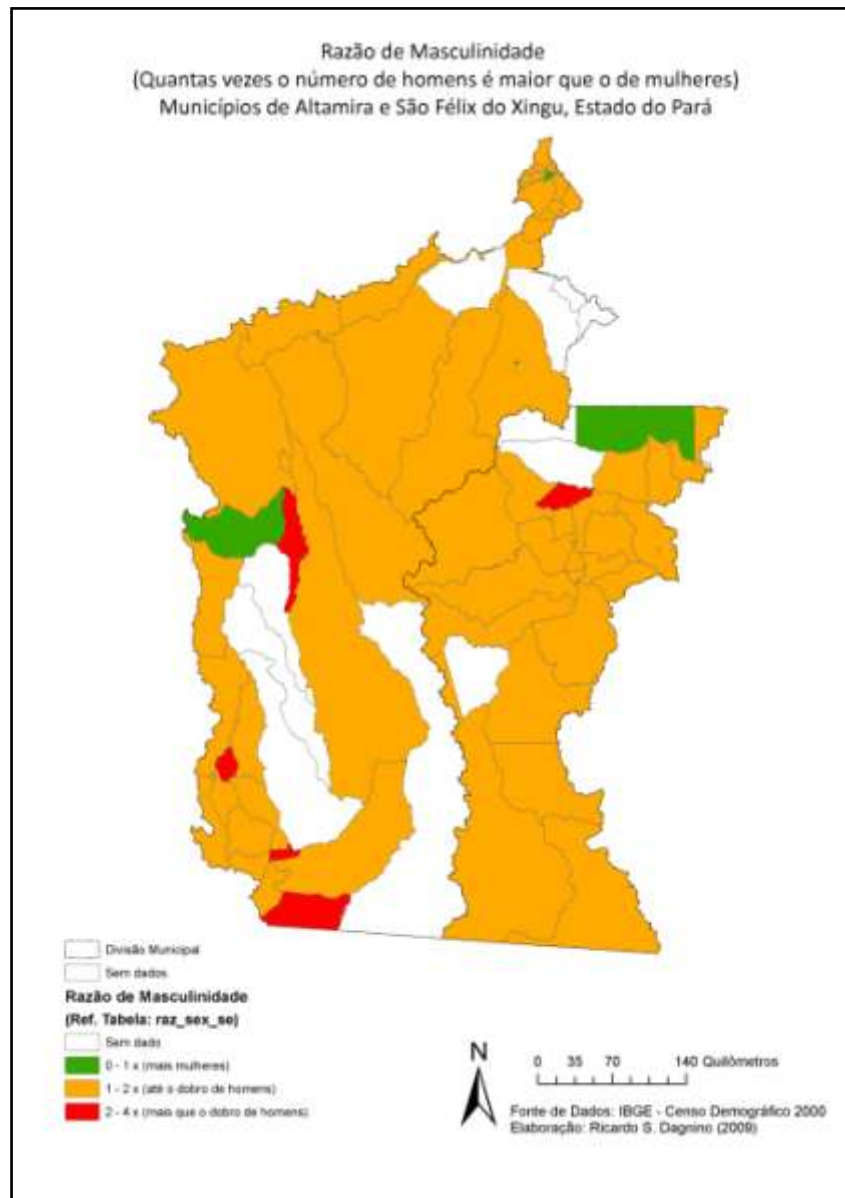 Razão de Masculinidade
(Quantas vezes o número de homens é maior que o de mulheres)
Municípios de Altamira e São Félix do Xingu, Estado do Pará
Divisão Municipal
Sem dados
Razão de Masculinidade
(Ref. Tabela: raz_sex_se)
Sem dado
0 - 1 x (mais mulheres)
1 - 2 x (até o dobro de homens)
2 - 4 x (mais que o dobro de homens)
N
0 35 70 140 Quilômetros
Fonte de Dados: IBGE - Censo Demográfico 2000
Elaboração: Ricardo S. Dagnino (2009)